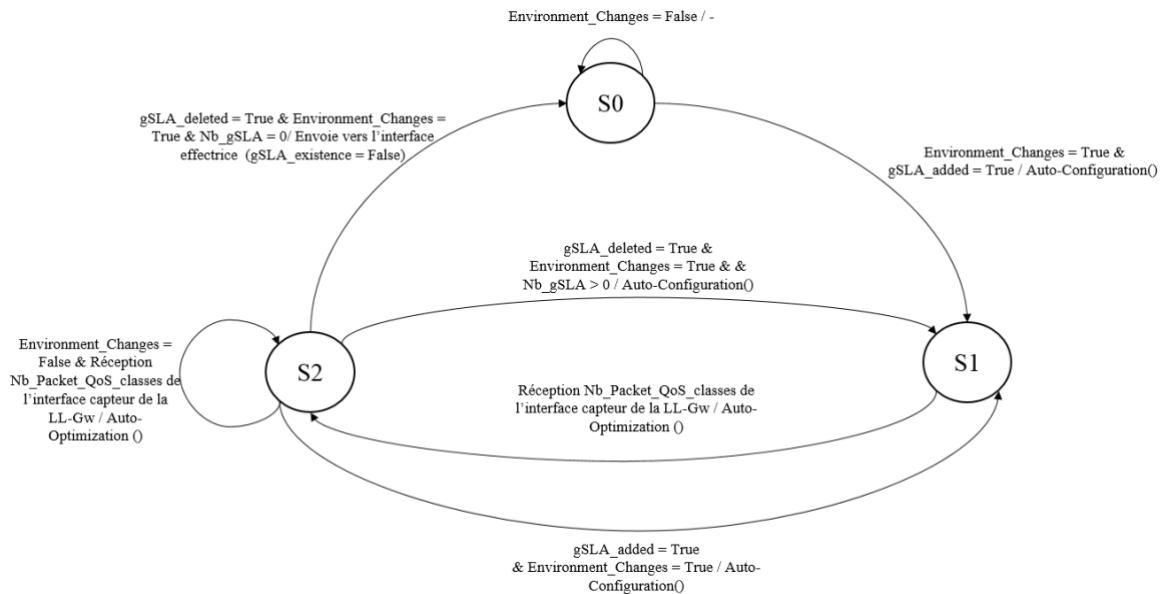 Environment_Changes = False / -
S0
gSLA_deleted = True & Environment_Changes =
True & Nb_gSLA = 0/ Envoie vers l'interface
effectrice (gSLA_existence = False)
Environment_Changes = True &
gSLA_added = True / Auto-Configuration()
gSLA_deleted = True &
Environment_Changes = True & &
Nb_gSLA > 0 / Auto-Configuration()
Environment_Changes =
False & Réception
Nb_Packet_QoS_classes de
l'interface capteur de la
LL-Gw / Auto-
Optimization ()
S2
S1
Réception Nb_Packet_QoS_classes de
l'interface capteur de la LL-Gw / Auto-
Optimization ()
gSLA_added = True
& Environment_Changes = True / Auto-
Configuration()